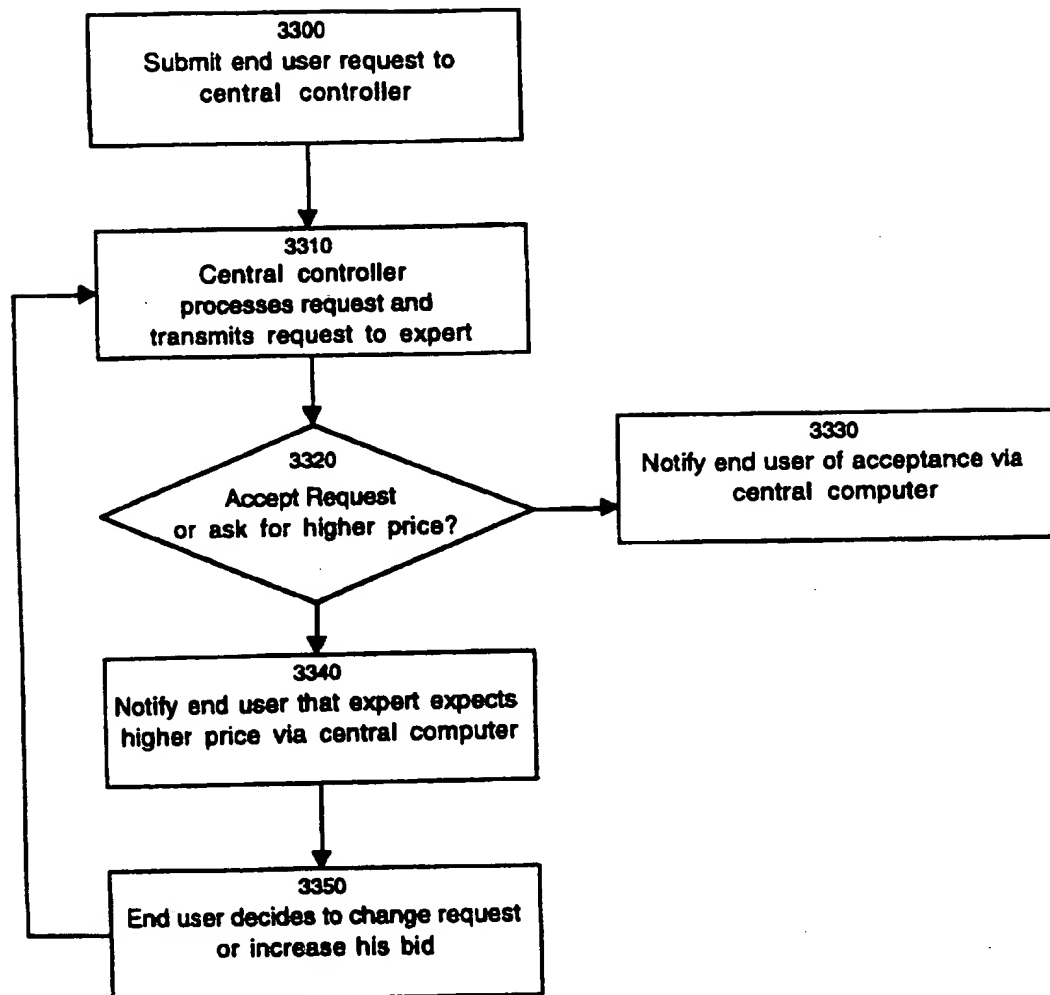 3300
Submit end user request to
central controller
3310
Central controller
processes request and
transmits request to expert
3320
Accept Request
or ask for higher price?
3330
Notify end user of acceptance via
central computer
3340
Notify end user that expert expects
higher price via central computer
3350
End user decides to change request
or increase his bid